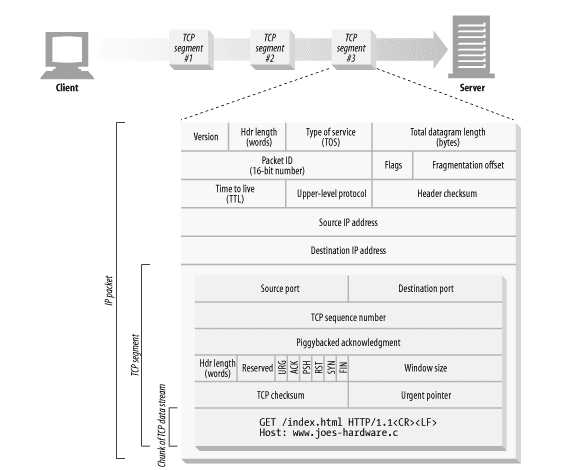 TCP
segment
#1
TCP
segment
#2
TCP
segment
#3
Client
Server
Version
Hdr length
(words)
Type of service
(TOS)
Total datagram length
(bytes)
Packet ID
(16-bit number)
Flags
Fragmentation offset
Time to live
(TTL)
Upper-level protocol
Header checksum
Source IP address
Destination IP address
IP packet
TCP segment
Source port
Destination port
TCP sequence number
Piggybacked acknowledgment
Hdr length
(words)
Reserved
URG
ACK
PSH
RST
SYN
FIN
Window size
TCP checksum
Urgent pointer
Chunk of TCP data stream
GET /index.html HTTP/1.1<CR><LF>
Host: www.joes-hardware.c